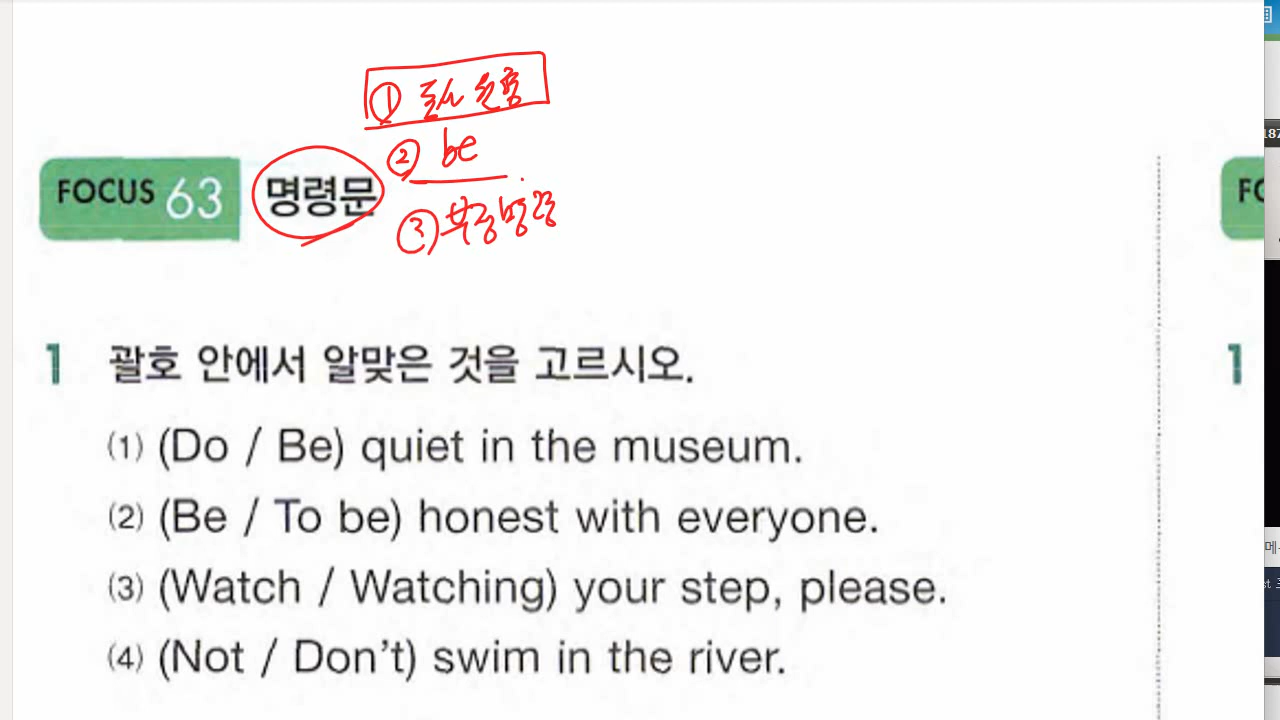 ① 동사원형
② be
FOCUS 63 명령문
③ 부정명령
1 괄호 안에서 알맞은 것을 고르시오.
(1) (Do / Be) quiet in the museum.
(2) (Be / To be) honest with everyone.
(3) (Watch / Watching) your step, please.
(4) (Not / Don't) swim in the river.
1